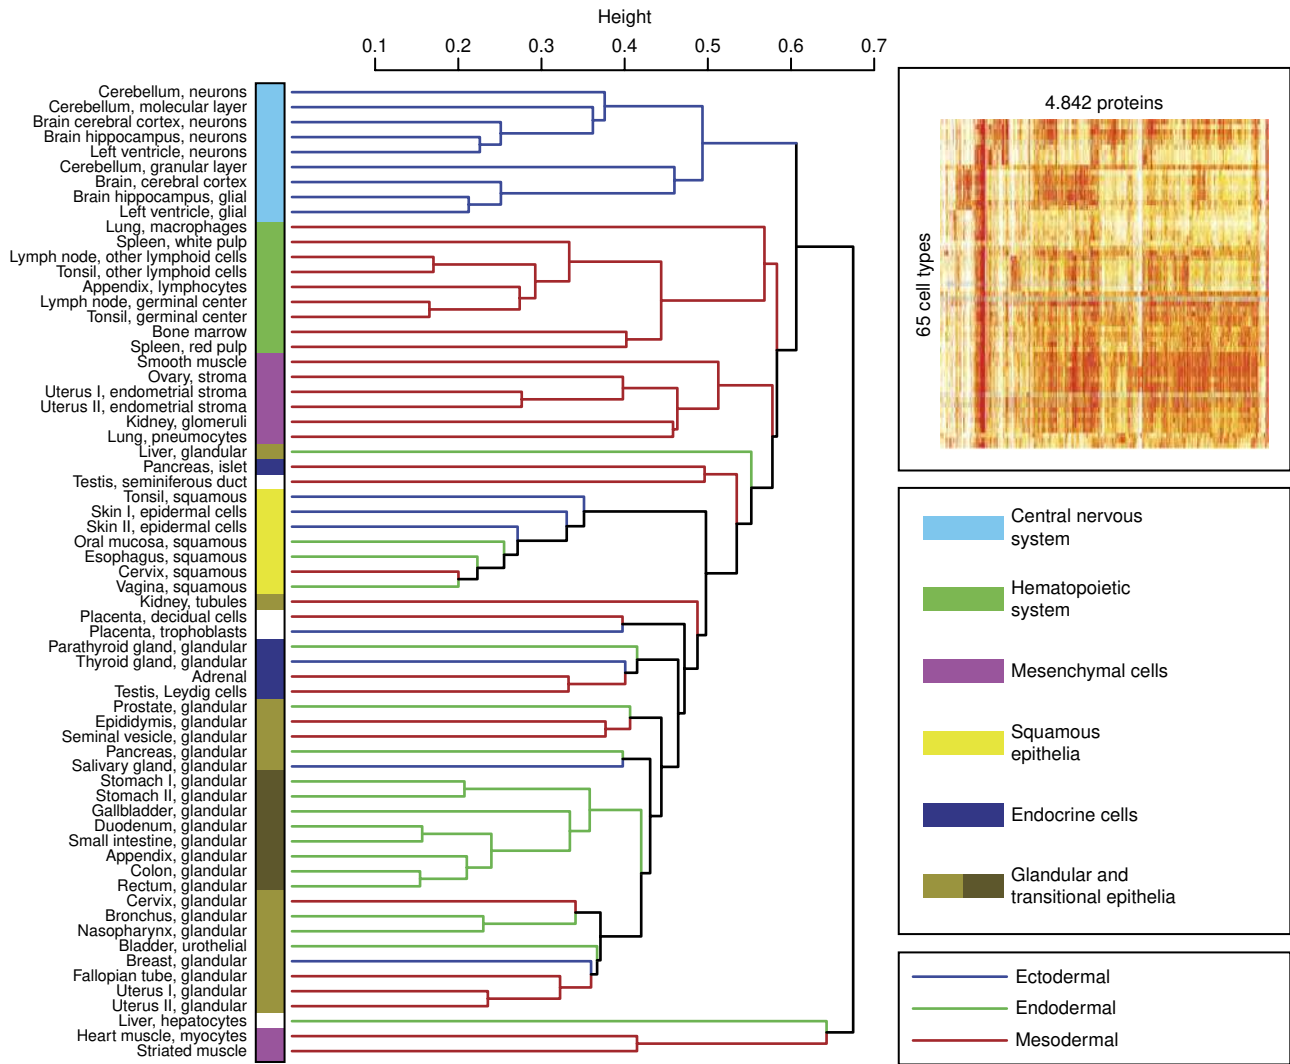 Height
0.1 0.2 0.3 0.4 0.5 0.6 0.7
Cerebellum, neurons
Cerebellum, molecular layer
Brain cerebral cortex, neurons
Brain hippocampus, neurons
Left ventricle, neurons
Cerebellum, granular layer
Brain, cerebral cortex
Brain hippocampus, glial
Left ventricle, glial
Lung, macrophages
Spleen, white pulp
Lymph node, other lymphoid cells
Tonsil, other lymphoid cells
Appendix, lymphocytes
Lymph node, germinal center
Tonsil, germinal center
Bone marrow
Spleen, red pulp
Smooth muscle
Ovary, stroma
Uterus I, endometrial stroma
Uterus II, endometrial stroma
Kidney, glomeruli
Lung, pneumocytes
Liver, glandular
Pancreas, islet
Testis, seminiferous duct
Tonsil, squamous
Skin I, epidermal cells
Skin II, epidermal cells
Oral mucosa, squamous
Esophagus, squamous
Cervix, squamous
Vagina, squamous
Kidney, tubules
Placenta, decidual cells
Placenta, trophoblasts
Parathyroid gland, glandular
Thyroid gland, glandular
Adrenal
Testis, Leydig cells
Prostate, glandular
Epididymis, glandular
Seminal vesicle, glandular
Pancreas, glandular
Salivary gland, glandular
Stomach I, glandular
Stomach II, glandular
Gallbladder, glandular
Duodenum, glandular
Small intestine, glandular
Appendix, glandular
Colon, glandular
Rectum, glandular
Cervix, glandular
Bronchus, glandular
Nasopharynx, glandular
Bladder, urothelial
Breast, glandular
Fallopian tube, glandular
Uterus I, glandular
Uterus II, glandular
Liver, hepatocytes
Heart muscle, myocytes
Striated muscle
4.842 proteins
65 cell types
Central nervous
system
Hematopoietic
system
Mesenchymal cells
Squamous
epithelia
Endocrine cells
Glandular and
transitional epithelia
Ectodermal
Endodermal
Mesodermal